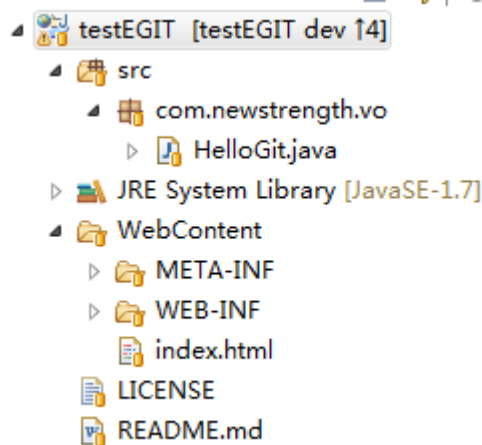 testEGIT [testEGIT dev ↑4]
src
com.newstrength.vo
HelloGit.java
JRE System Library [JavaSE-1.7]
WebContent
META-INF
WEB-INF
index.html
LICENSE
README.md